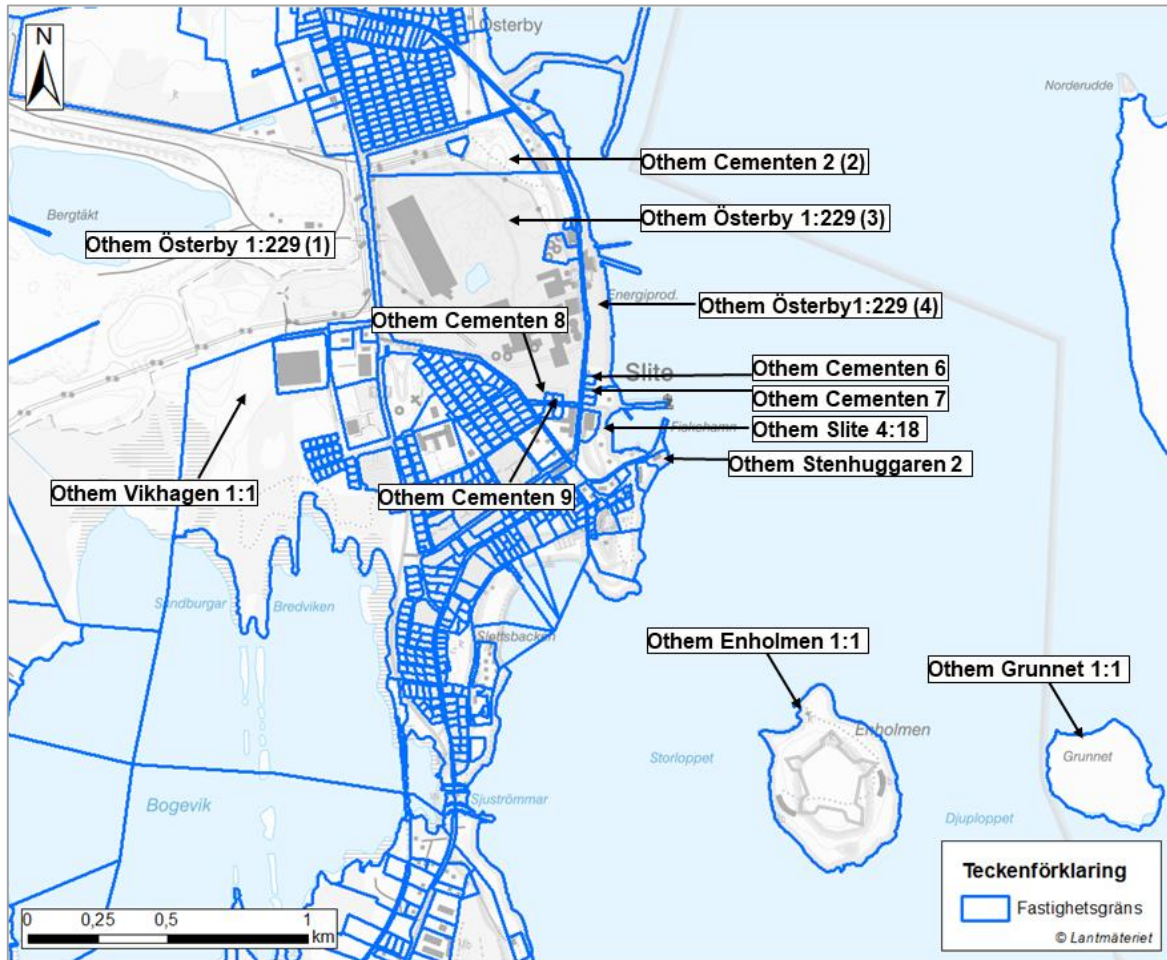 Österby
N
Norderudde
Othem Cementen 2 (2)
Bergtäkt
Othem Österby 1:229 (3)
Othem Österby 1:229 (1)
Energiprod.
Othem Österby1:229 (4)
Othem Cementen 8
Slite
Othem Cementen 6
Othem Cementen 7
Fiskehamn
Othem Slite 4:18
Othem Stenhuggaren 2
Othem Vikhagen 1:1
Othem Cementen 9
Sandburgar
Bredviken
Slettsbacken
Othem Enholmen 1:1
Othem Grunnet 1:1
Enholmen
Storloppet
Grunnet
Sjuströmmar
Bogevik
Djuploppet
Teckenförklaring
Fastighetsgräns
© Lantmäteriet
0 0,25 0,5 1
km